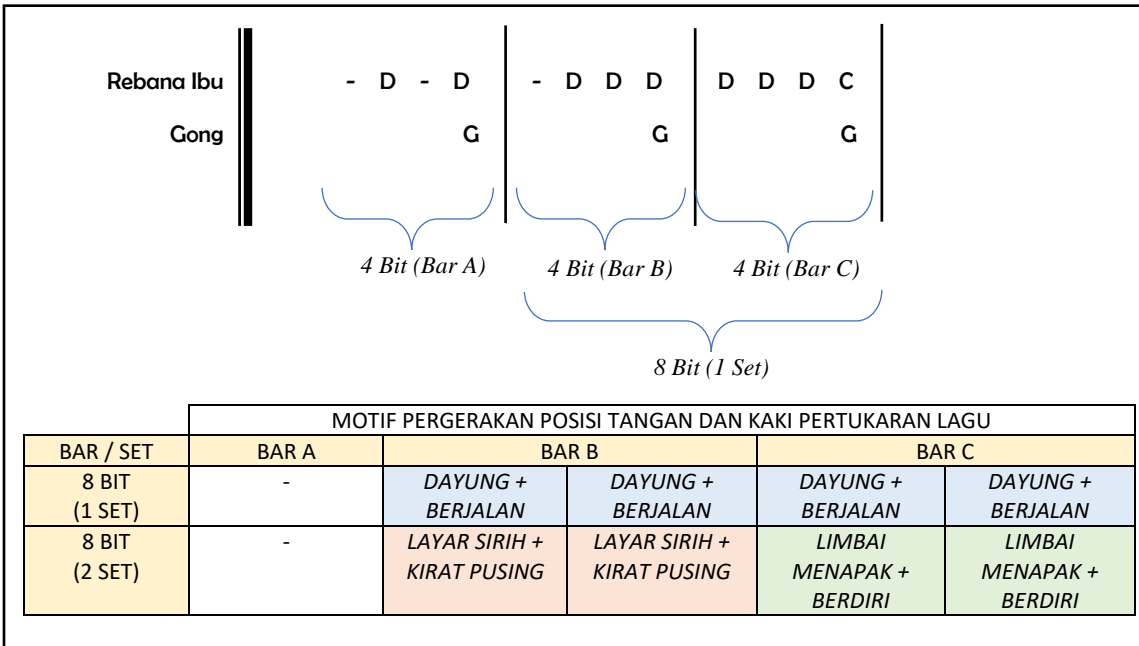 Rebana Ibu - D - D - D D D D D D C
Gong G G G
4 Bit (Bar A) 4 Bit (Bar B) 4 Bit (Bar C)
8 Bit (1 Set)
MOTIF PERGERAKAN POSISI TANGAN DAN KAKI PERTUKARAN LAGU
BAR / SET BAR A BAR B BAR C
8 BIT - DAYUNG + DAYUNG + DAYUNG + DAYUNG +
(1 SET) BERJALAN BERJALAN BERJALAN BERJALAN
8 BIT - LAYAR SIRIH + LAYAR SIRIH + LIMBAI LIMBAI
(2 SET) KIRAT PUSING KIRAT PUSING MENAPAK + MENAPAK +
BERDIRI BERDIRI